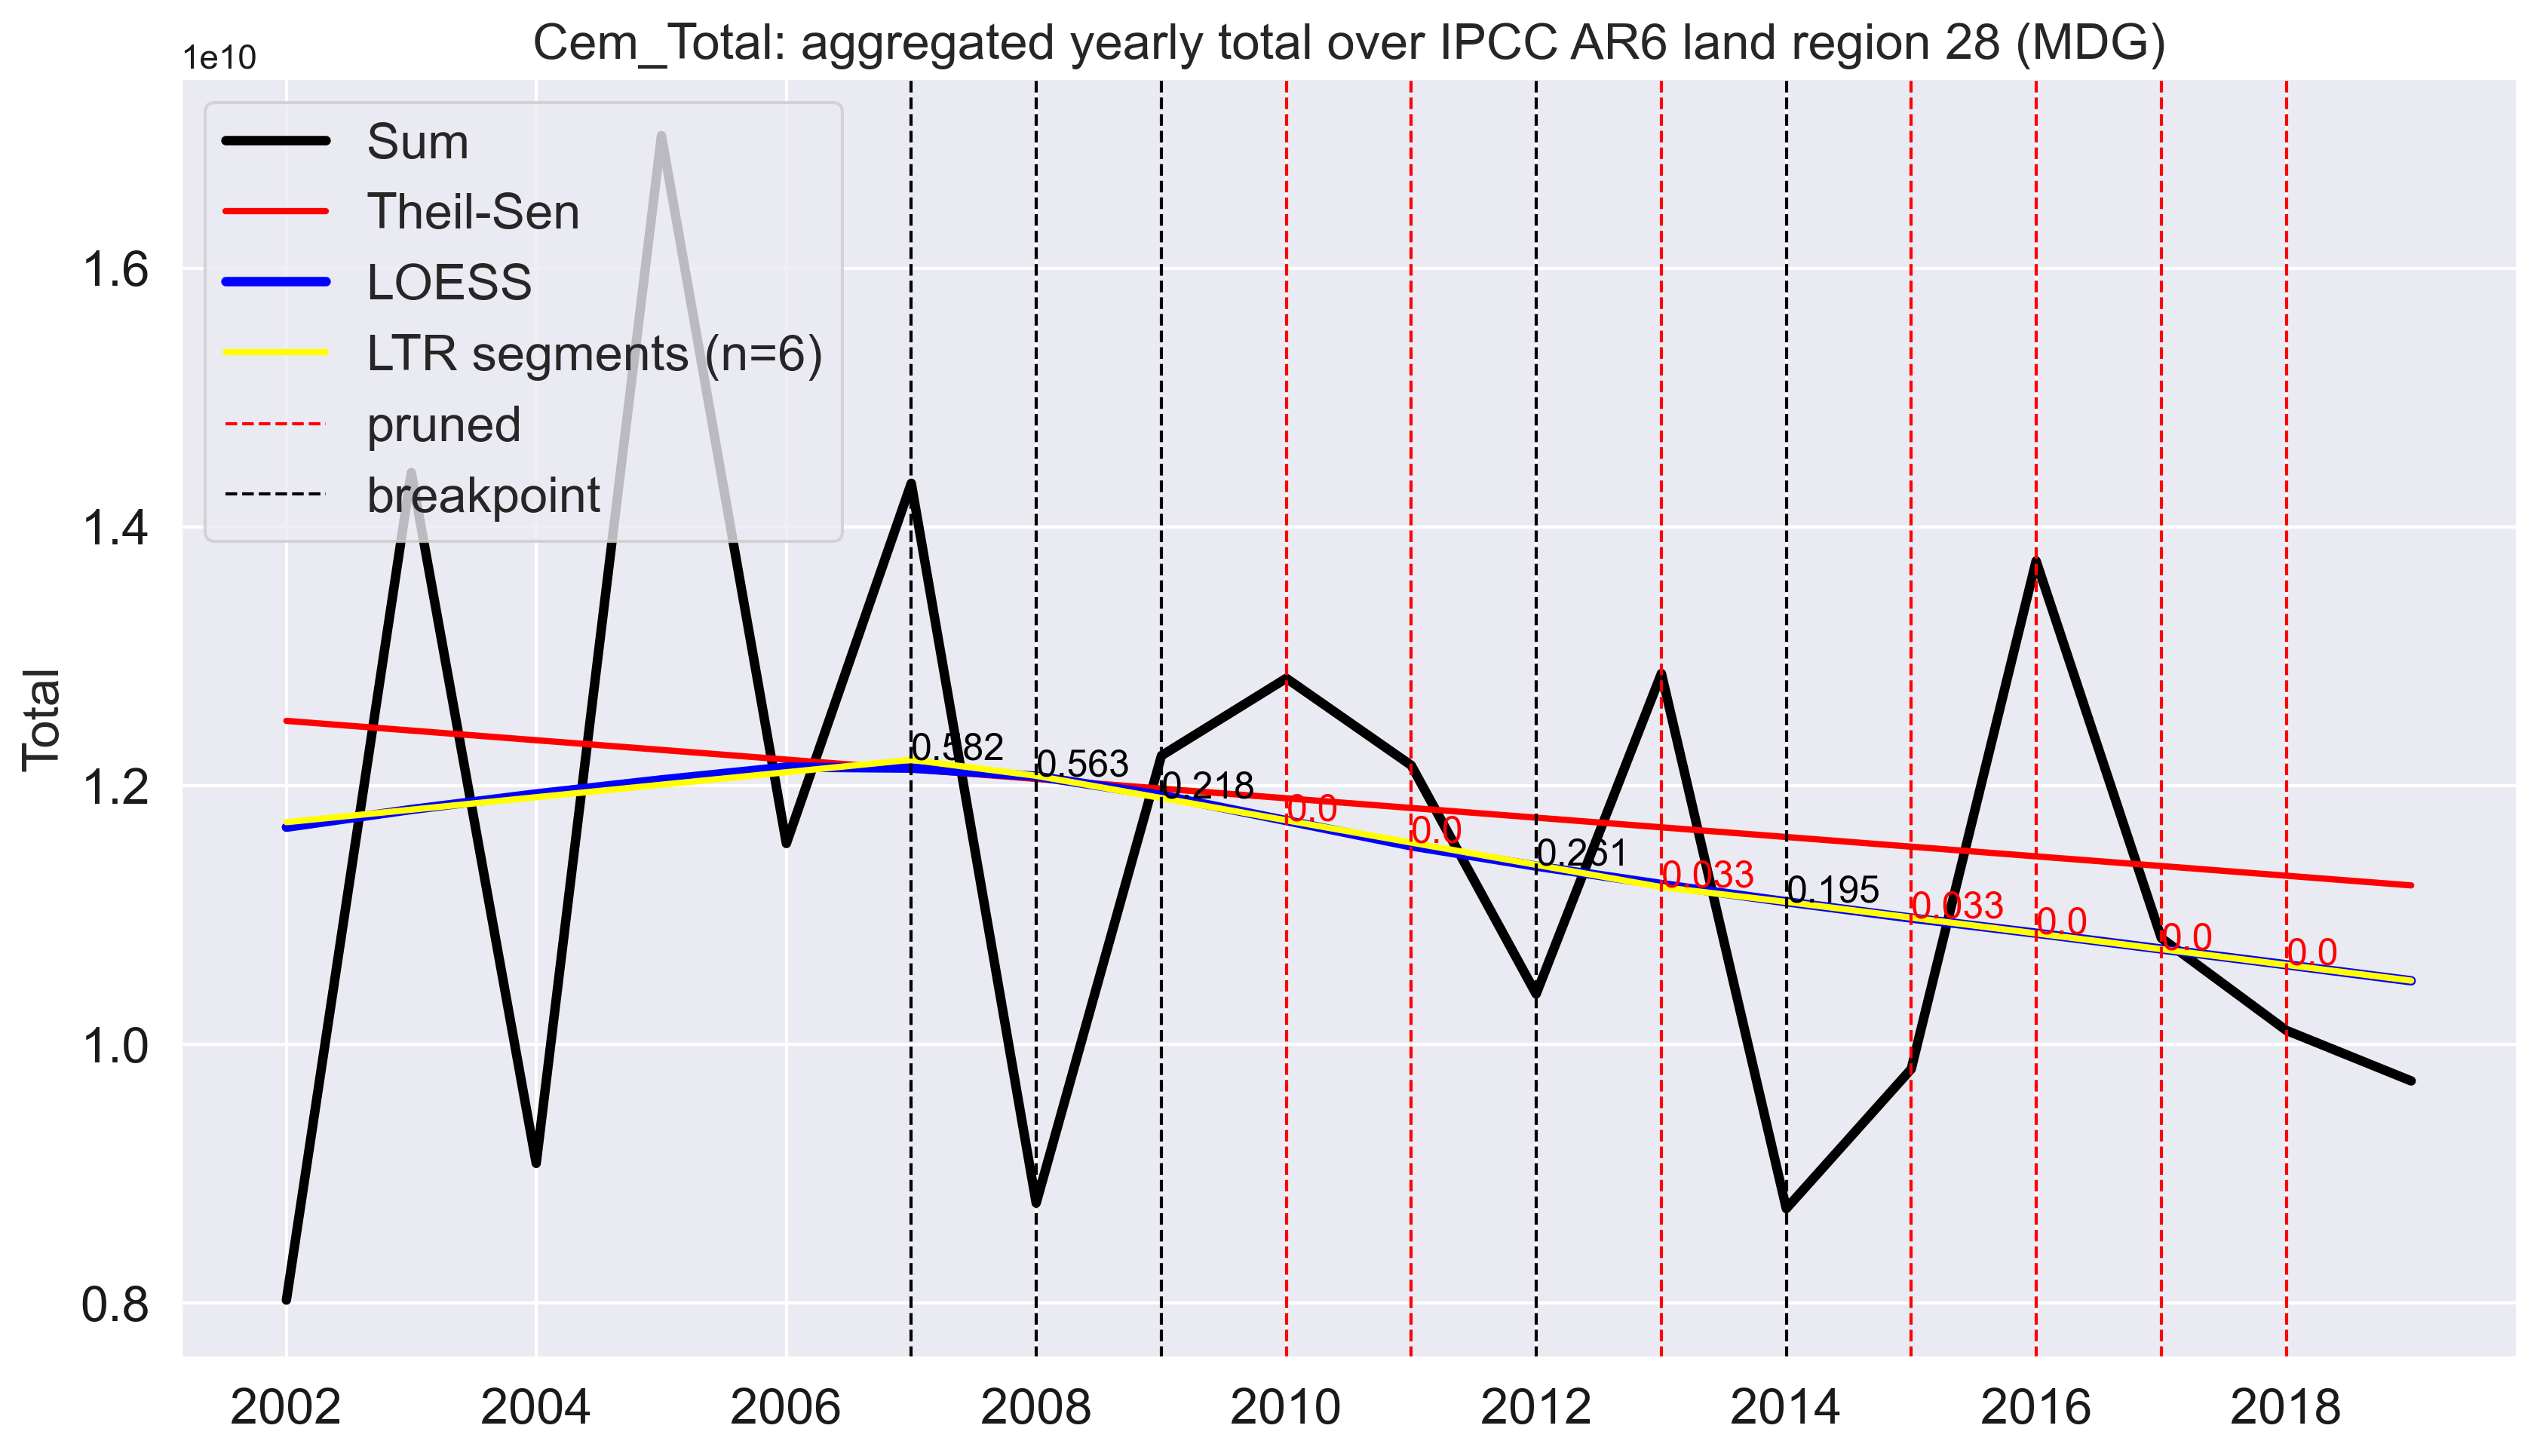 Cem_Total: aggregated yearly total over IPCC AR6 land region 28 (MDG)
1e10
Sum
Theil-Sen
LOESS
LTR segments (n=6)
pruned
breakpoint
1.6
1.4
1.2
1.0
0.8
Total
0.582
0.563
0.218
0.0
0.0
0.261
0.033
0.195
0.033
0.0
0.0
0.0
2002 2004 2006 2008 2010 2012 2014 2016 2018